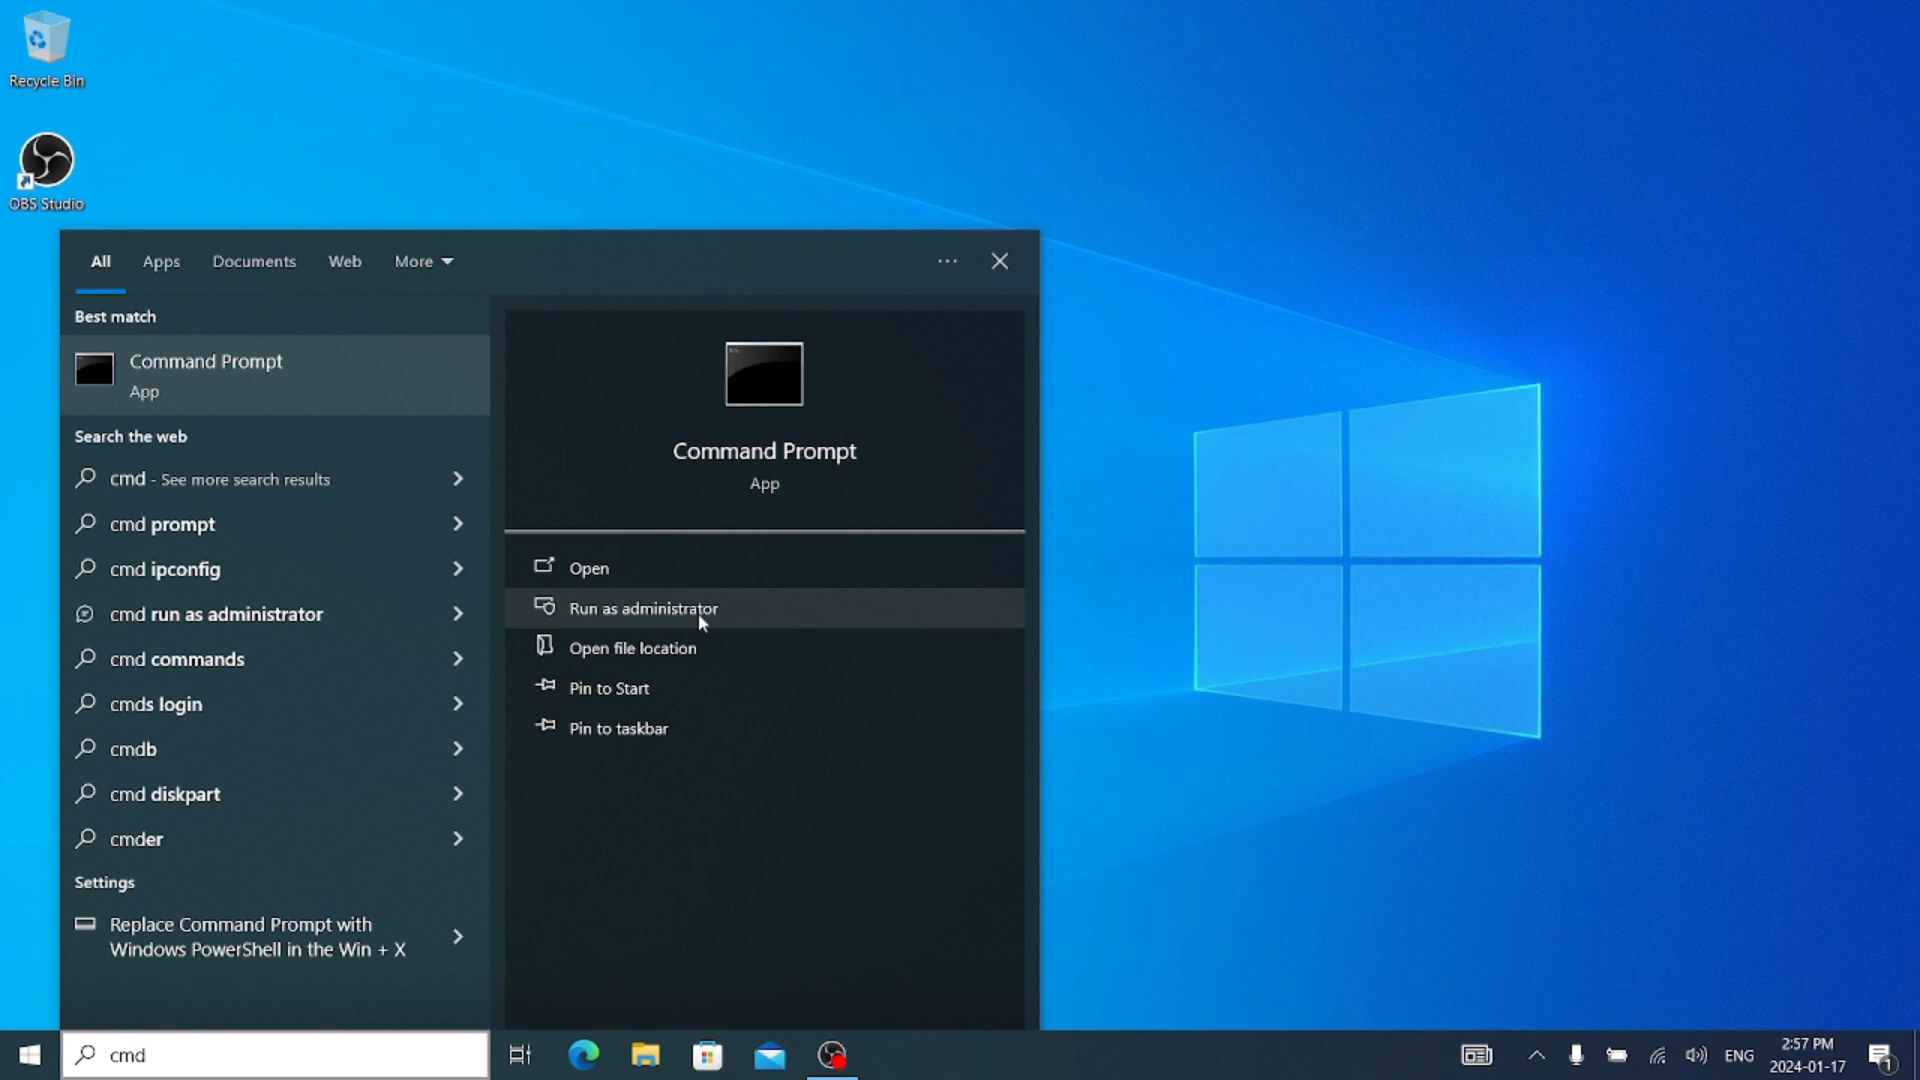 Recycle Bin
OBS Studio
All Apps Documents Web More
Best match
Command Prompt
App
Search the web
cmd - See more search results
cmd prompt
cmd ipconfig
cmd run as administrator
cmd commands
cmds login
cmdb
cmd diskpart
cmder
Settings
Replace Command Prompt with
Windows PowerShell in the Win + X
Command Prompt
App
Open
Run as administrator
Open file location
Pin to Start
Pin to taskbar
cmd
ENG
2:57 PM
2024-01-17
1